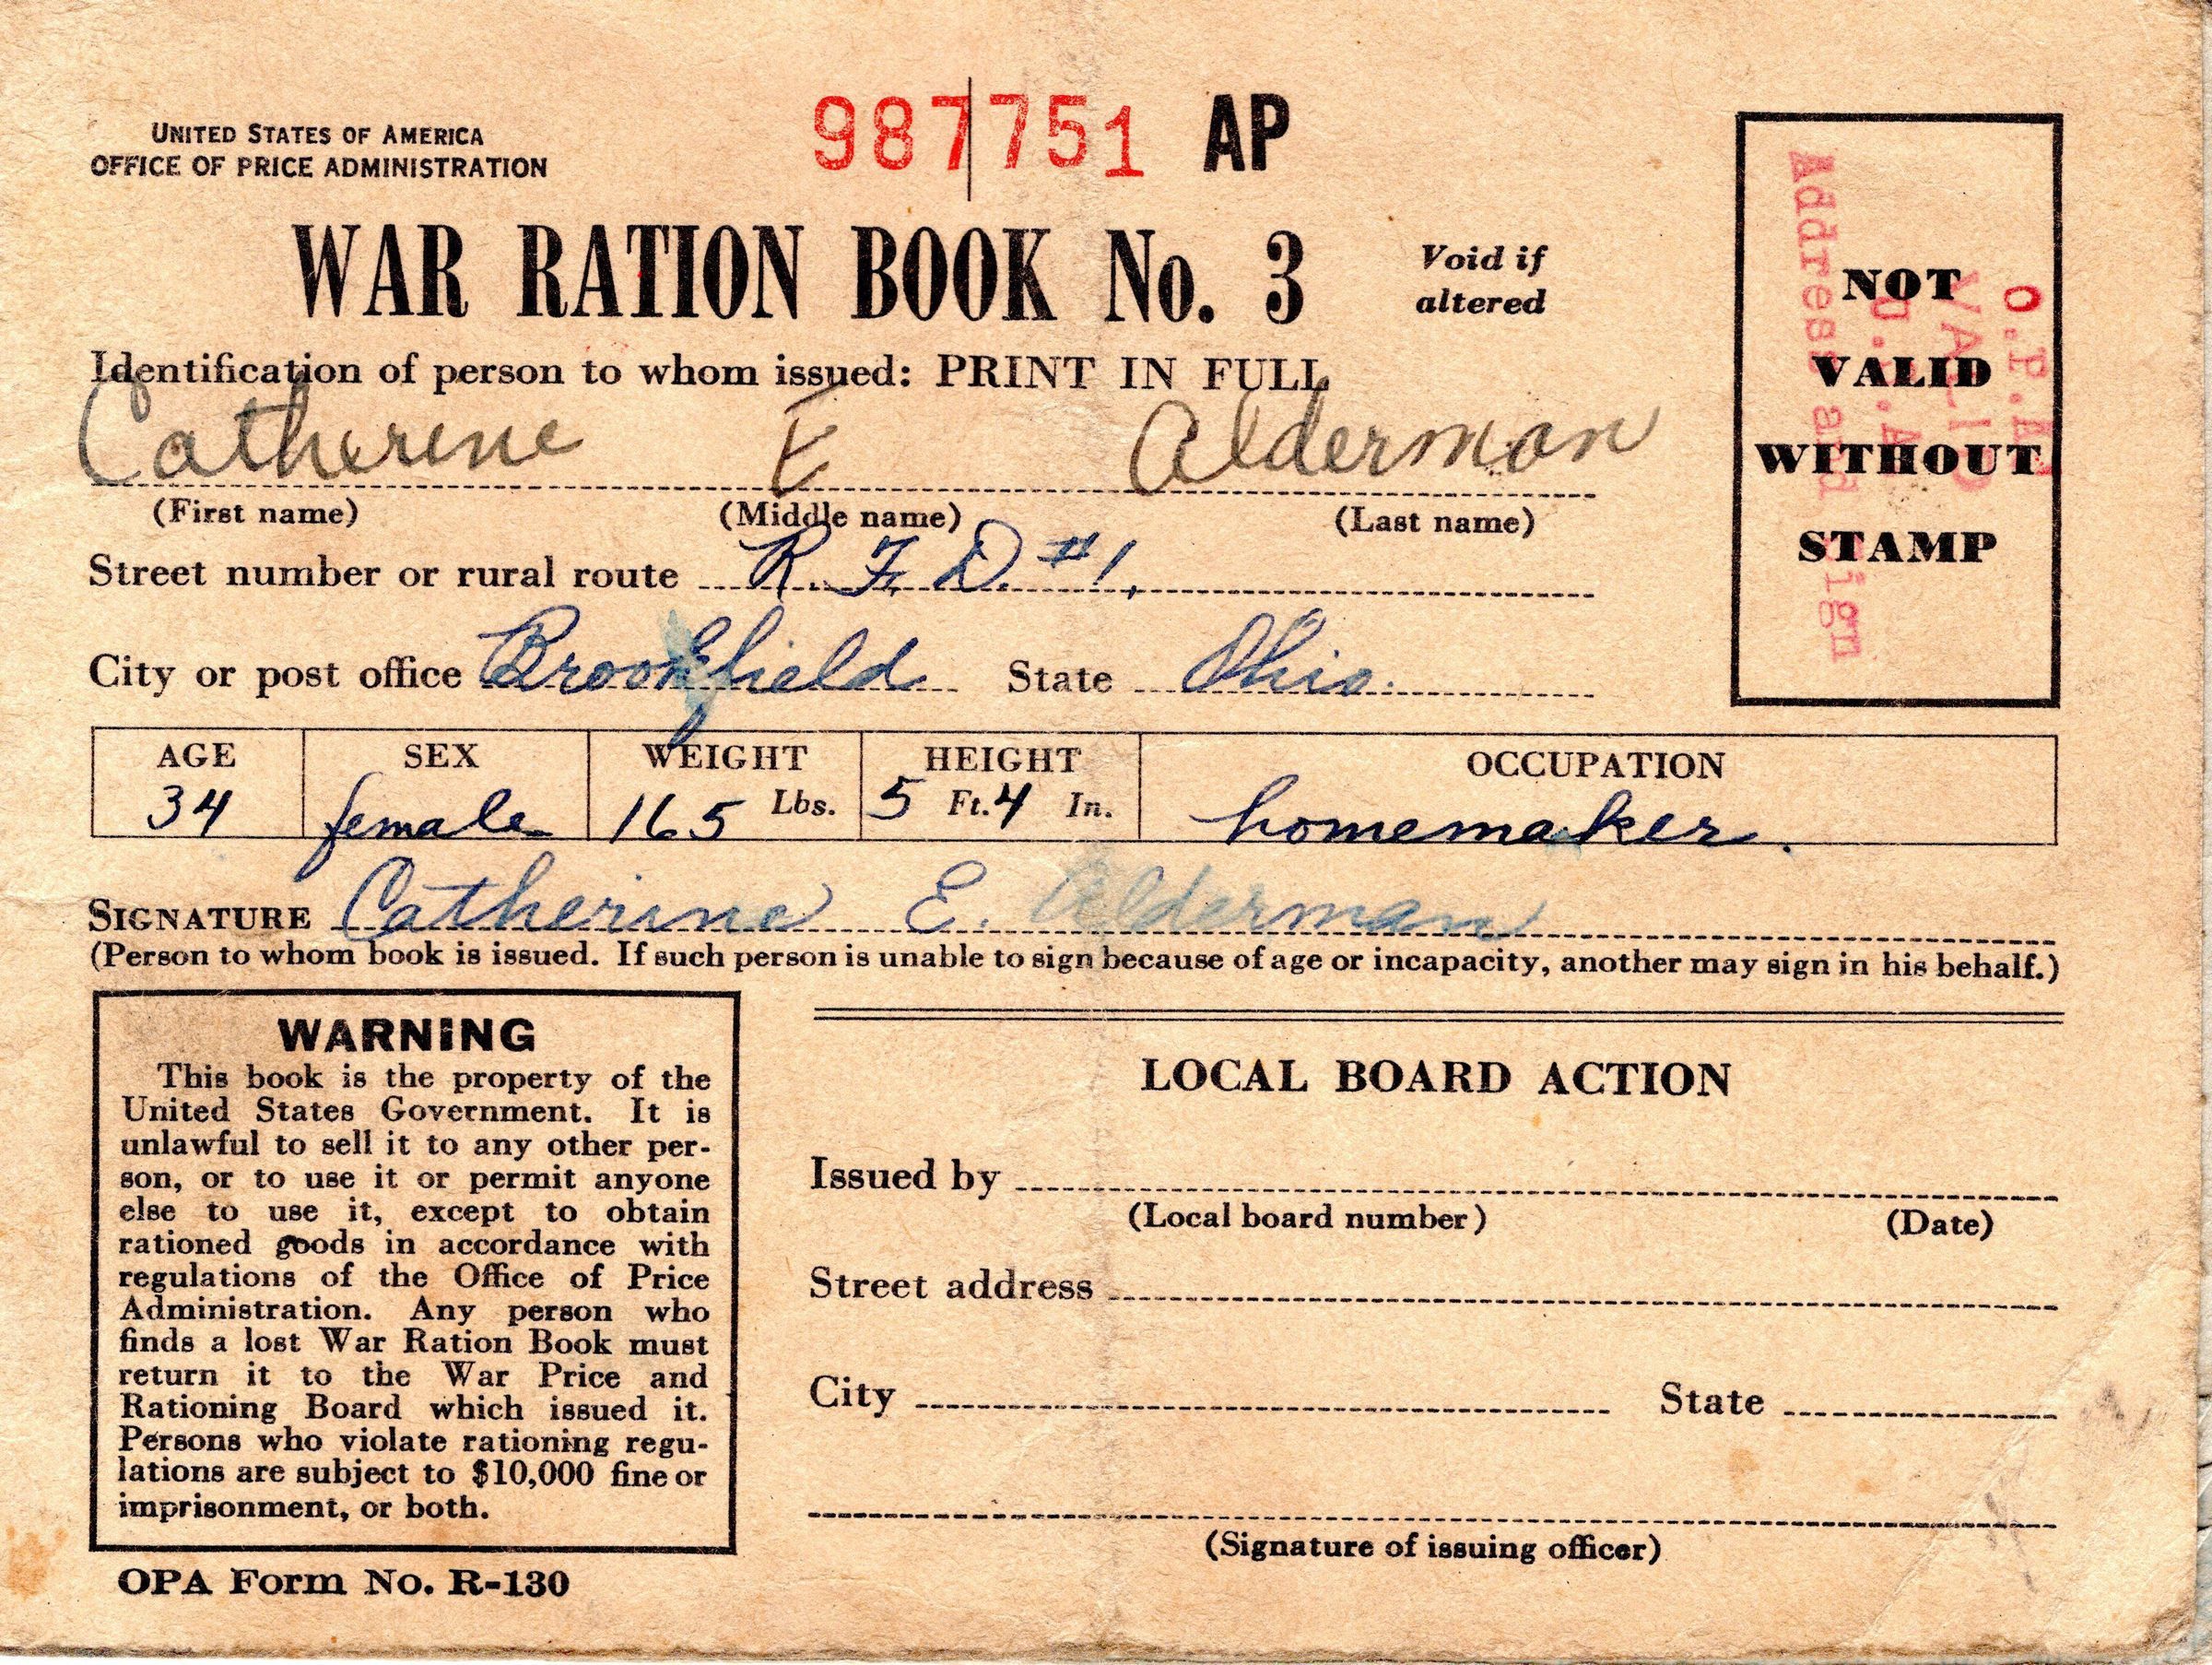 UNITED STATES OF AMERICA
OFFICE OF PRICE ADMINISTRATION
987751 AP
WAR RATION BOOK No. 3
Void if
altered
Identification of person to whom issued: PRINT IN FULL
Catherine E Alderman
(First name) (Middle name) (Last name)
Street number or rural route R. F. D. #1,
City or post office Brookfield State Ohio.
NOT
VALID
WITHOUT
STAMP
O.P.A.
VALID
Address and sign
AGE SEX WEIGHT HEIGHT OCCUPATION
34 female 165 Lbs. 5 Ft. 4 In. homemaker.
SIGNATURE Catherine E. Alderman
(Person to whom book is issued. If such person is unable to sign because of age or incapacity, another may sign in his behalf.)
WARNING
This book is the property of the
United States Government. It is
unlawful to sell it to any other per-
son, or to use it or permit anyone
else to use it, except to obtain
rationed goods in accordance with
regulations of the Office of Price
Administration. Any person who
finds a lost War Ration Book must
return it to the War Price and
Rationing Board which issued it.
Persons who violate rationing regu-
lations are subject to $10,000 fine or
imprisonment, or both.
OPA Form No. R-130
LOCAL BOARD ACTION
Issued by
(Local board number) (Date)
Street address
City State
(Signature of issuing officer)